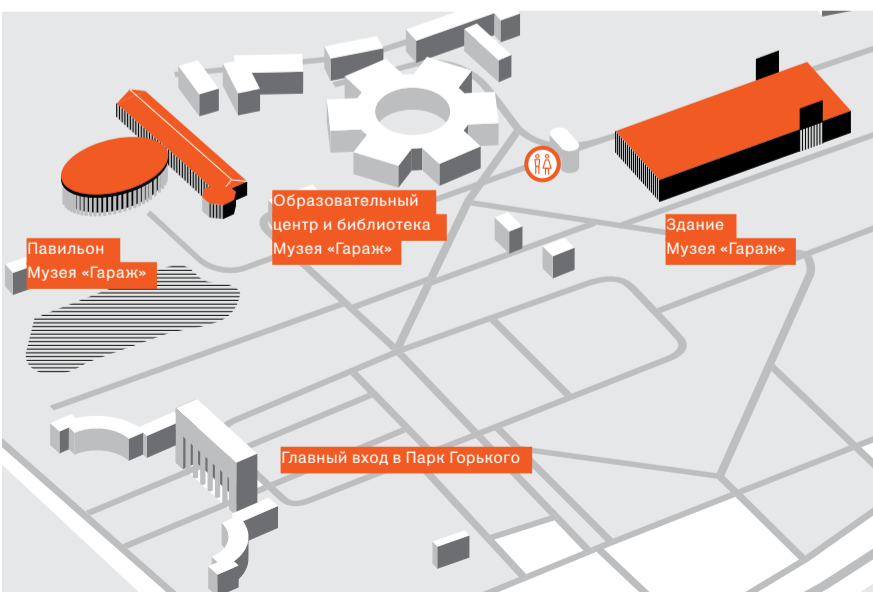 Образовательный
центр и библиотека
Музея «Гараж»
Здание
Музея «Гараж»
Павильон
Музея «Гараж»
Главный вход в Парк Горького